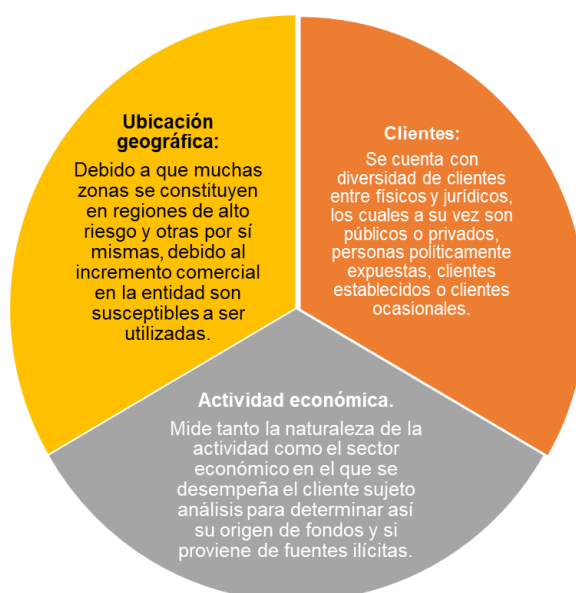 Ubicación
geográfica:
Debido a que muchas
zonas se constituyen
en regiones de alto
riesgo y otras por sí
mismas, debido al
incremento comercial
en la entidad son
susceptibles a ser
utilizadas.
Clientes:
Se cuenta con
diversidad de clientes
entre físicos y jurídicos,
los cuales a su vez son
públicos o privados,
personas políticamente
expuestas, clientes
establecidos o clientes
ocasionales.
Actividad económica.
Mide tanto la naturaleza de la
actividad como el sector
económico en el que se
desempeña el cliente sujeto
análisis para determinar así
su origen de fondos y si
proviene de fuentes ilícitas.